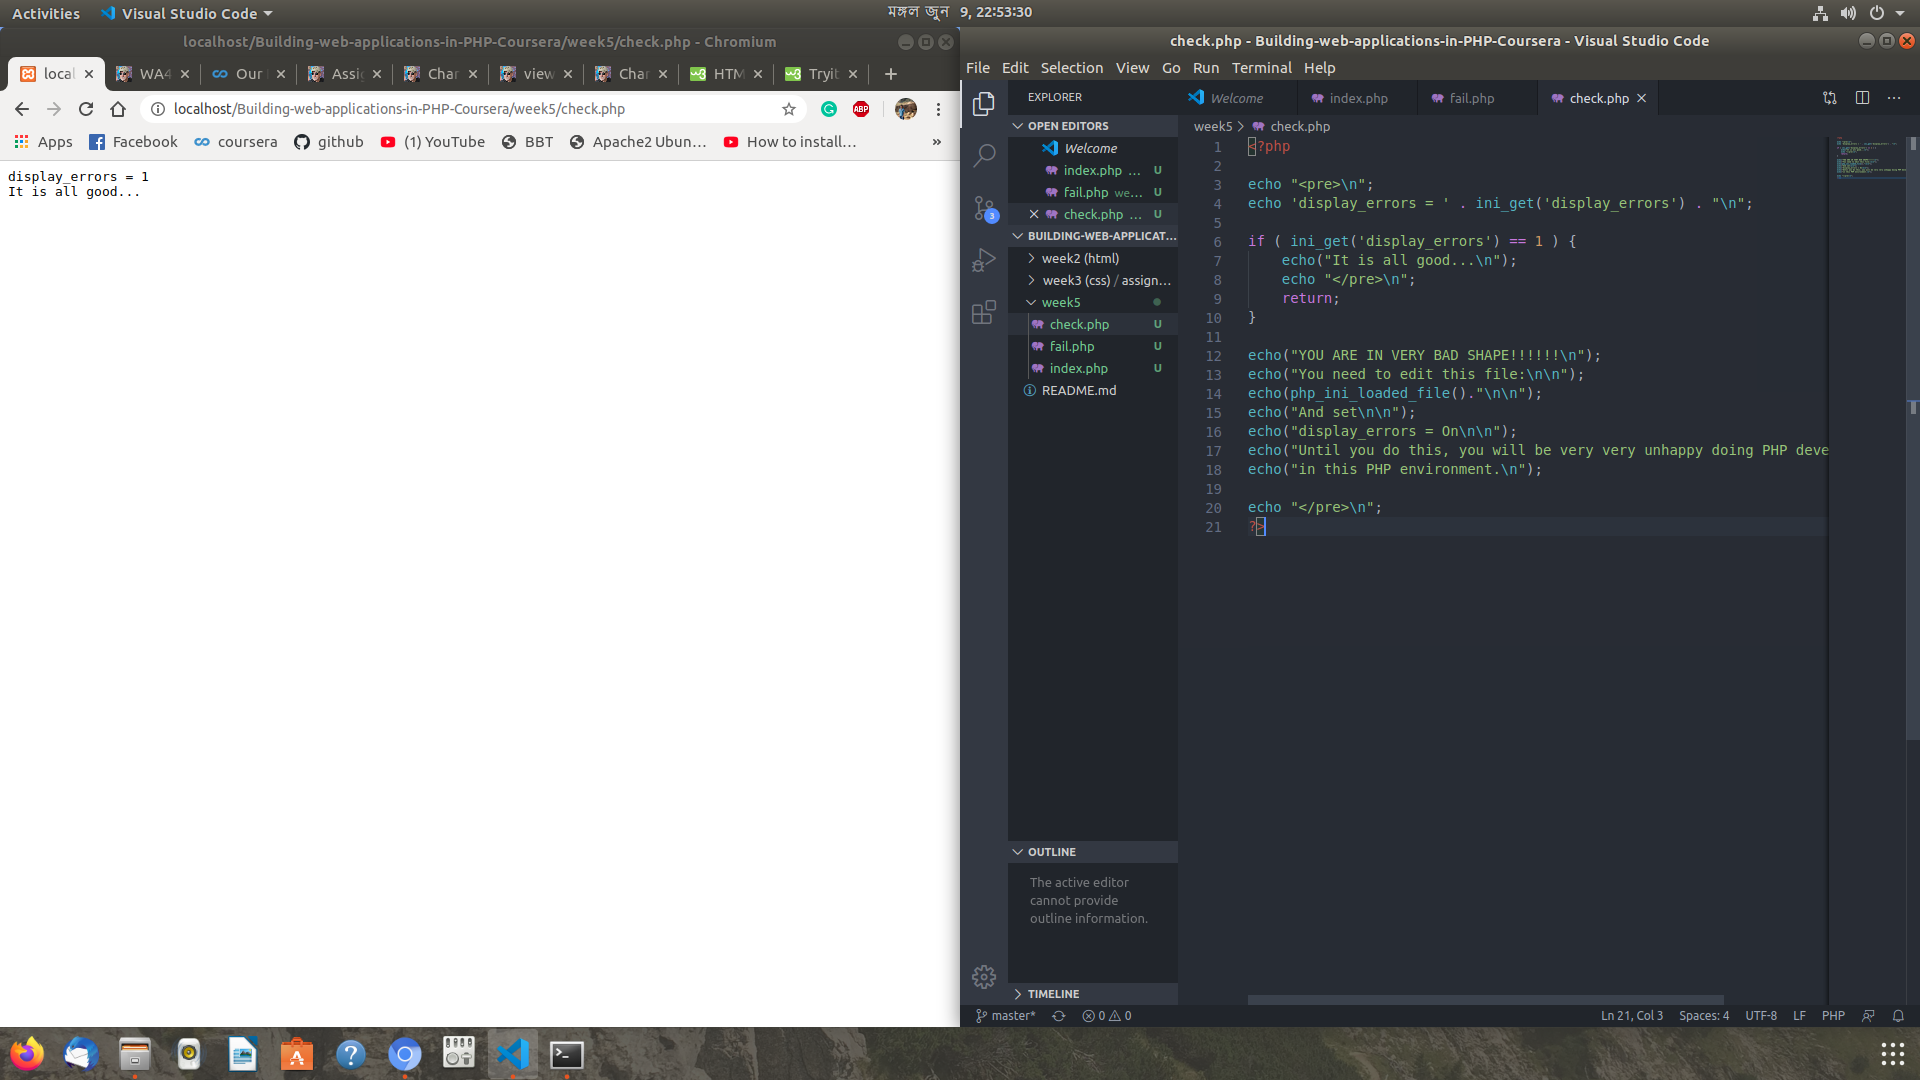 Activities Visual Studio Code মঙ্গল জুন 9, 22:53:30
localhost/Building-web-applications-in-PHP-Coursera/week5/check.php - Chromium
local WA4 Our Assig Char view Char HTM Tryit
localhost/Building-web-applications-in-PHP-Coursera/week5/check.php ABP
Apps Facebook coursera github (1) YouTube BBT Apache2 Ubun... How to install... »
display_errors = 1
It is all good...
check.php - Building-web-applications-in-PHP-Coursera - Visual Studio Code
File Edit Selection View Go Run Terminal Help
EXPLORER
OPEN EDITORS
Welcome
index.php ... U
fail.php we... U
check.php ... U
3
BUILDING-WEB-APPLICAT...
week2 (html)
week3 (css) / assign...
week5
check.php U
fail.php U
index.php U
README.md
OUTLINE
The active editor
cannot provide
outline information.
TIMELINE
Welcome index.php fail.php check.php
week5 > check.php
1 <?php
2
3 echo "<pre>\n";
4 echo 'display_errors = ' . ini_get('display_errors') . "\n";
5
6 if ( ini_get('display_errors') == 1 ) {
7 echo("It is all good...\n");
8 echo "</pre>\n";
9 return;
10 }
11
12 echo("YOU ARE IN VERY BAD SHAPE!!!!!!\n");
13 echo("You need to edit this file:\n\n");
14 echo(php_ini_loaded_file()."\n\n");
15 echo("And set\n\n");
16 echo("display_errors = On\n\n");
17 echo("Until you do this, you will be very very unhappy doing PHP deve
18 echo("in this PHP environment.\n");
19
20 echo "</pre>\n";
21 ?>
master* 0 0 Ln 21, Col 3 Spaces: 4 UTF-8 LF PHP